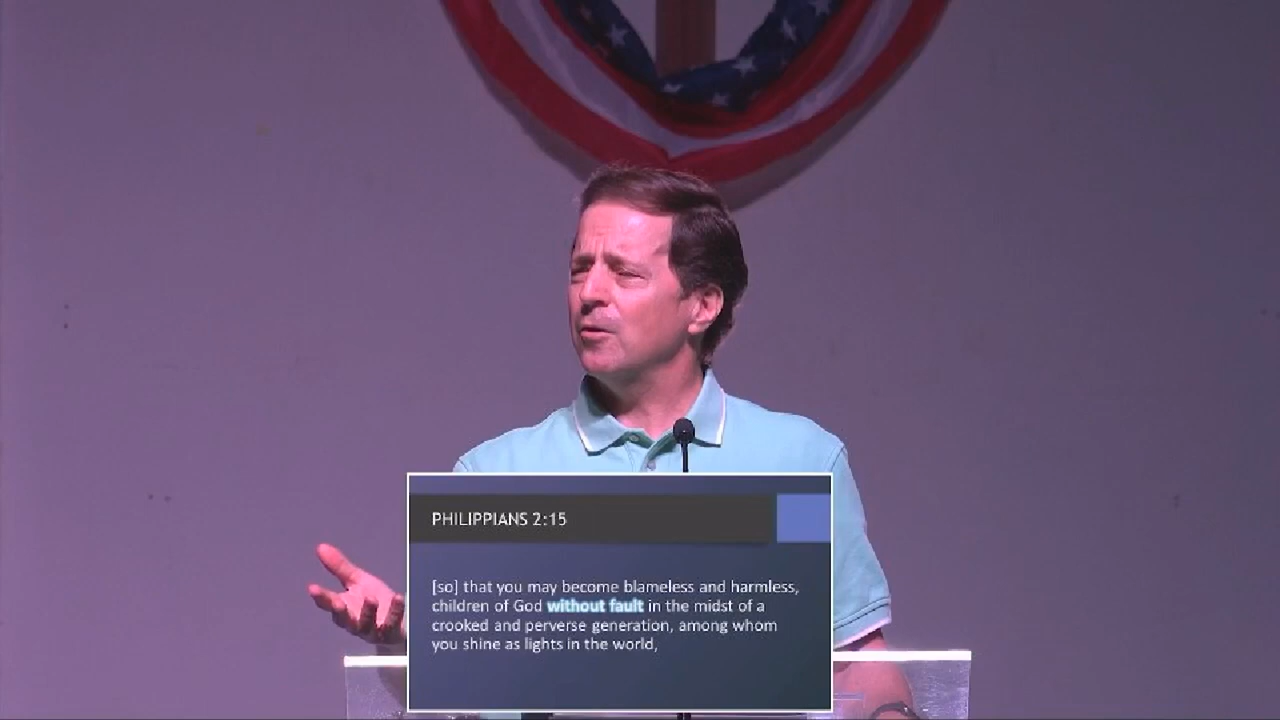 PHILIPPIANS 2:15
[so] that you may become blameless and harmless,
children of God without fault in the midst of a
crooked and perverse generation, among whom
you shine as lights in the world,